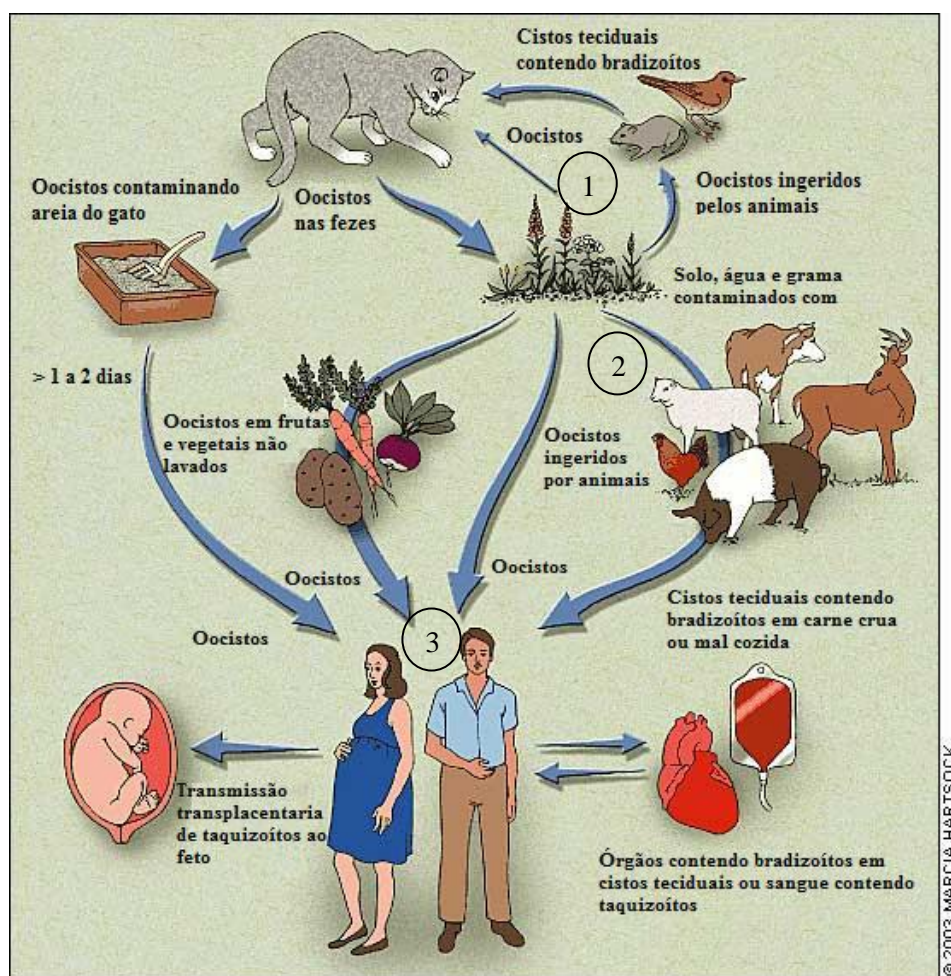 Cistos teciduais
contendo bradizoítos
Oocistos
1
Oocistos contaminando
areia do gato
Oocistos
nas fezes
Oocistos ingeridos
pelos animais
Solo, água e grama
contaminados com
2
> 1 a 2 dias
Oocistos em frutas
e vegetais não
lavados
Oocistos
ingeridos
por animais
Oocistos
Oocistos
Oocistos
3
Cistos teciduais contendo
bradizoítos em carne crua
ou mal cozida
Transmissão
transplacentaria
de taquizoítos ao
feto
Órgãos contendo bradizoítos em
cistos teciduais ou sangue contendo
taquizoítos
© 2003 MARCIA HARTSOCK